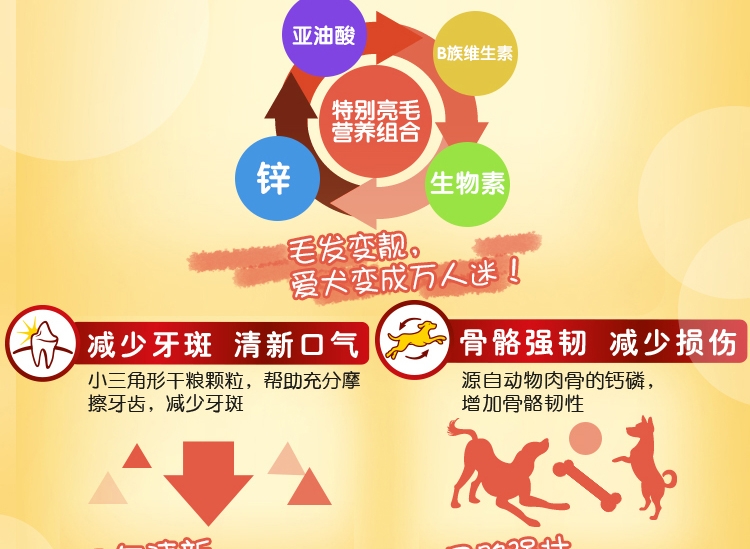 亚油酸
B族维生素
特别亮毛
营养组合
锌
生物素
毛发变靓，
爱犬变成万人迷！
减少牙斑 清新口气
骨骼强韧 减少损伤
小三角形干粮颗粒，帮助充分摩
擦牙齿，减少牙斑
源自动物肉骨的钙磷，
增加骨骼韧性